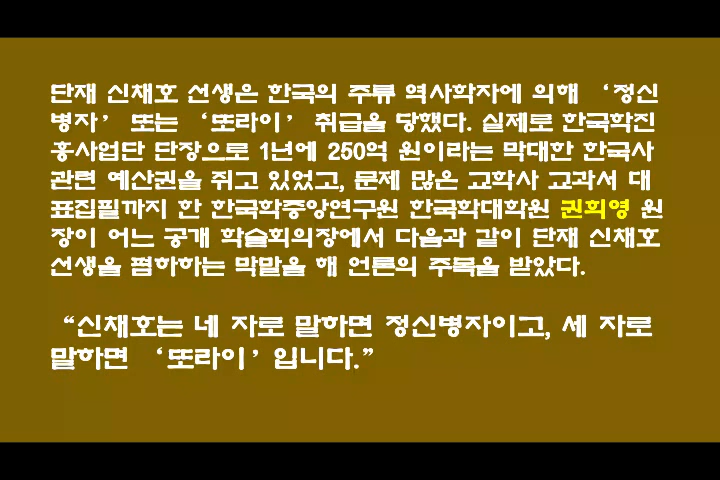 단재 신채호 선생은 한국의 주류 역사학자에 의해 ‘정신
병자’ 또는 ‘또라이’ 취급을 당했다. 실제로 한국학진
흥사업단 단장으로 1년에 250억 원이라는 막대한 한국사
관련 예산권을 쥐고 있었고, 문제 많은 교학사 교과서 대
표집필까지 한 한국학중앙연구원 한국학대학원 권희영 원
장이 어느 공개 학술회의장에서 다음과 같이 단재 신채호
선생을 폄하하는 막말을 해 언론의 주목을 받았다.
“신채호는 네 자로 말하면 정신병자이고, 세 자로
말하면 ‘또라이’입니다.”